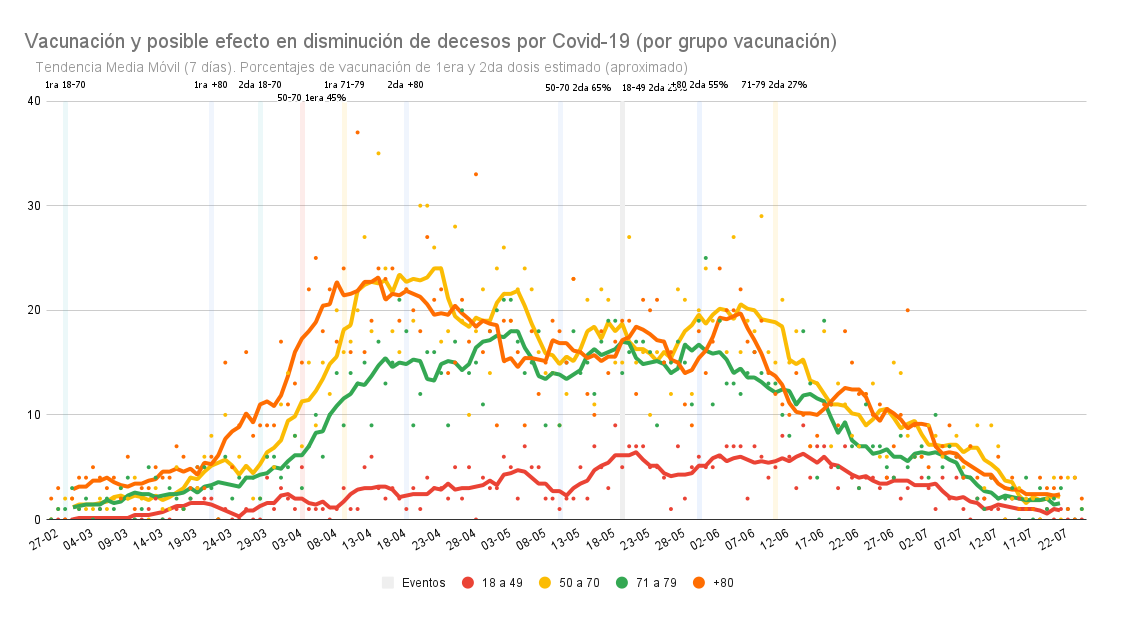 Vacunación y posible efecto en disminución de decesos por Covid-19 (por grupo vacunación)
Tendencia Media Móvil (7 días). Porcentajes de vacunación de 1era y 2da dosis estimado (aproximado)
1ra 18-70
1ra +80
2da 18-70
50-70 1era 45%
1ra 71-79
2da +80
50-70 2da 65%
18-49 2da
+80 2da 55%
71-79 2da 27%
40
30
20
10
0
27-02
04-03
09-03
14-03
19-03
24-03
29-03
03-04
08-04
13-04
18-04
23-04
28-04
03-05
08-05
13-05
18-05
23-05
28-05
02-06
07-06
12-06
17-06
22-06
27-06
02-07
07-07
12-07
17-07
22-07
Eventos
18 a 49
50 a 70
71 a 79
+80